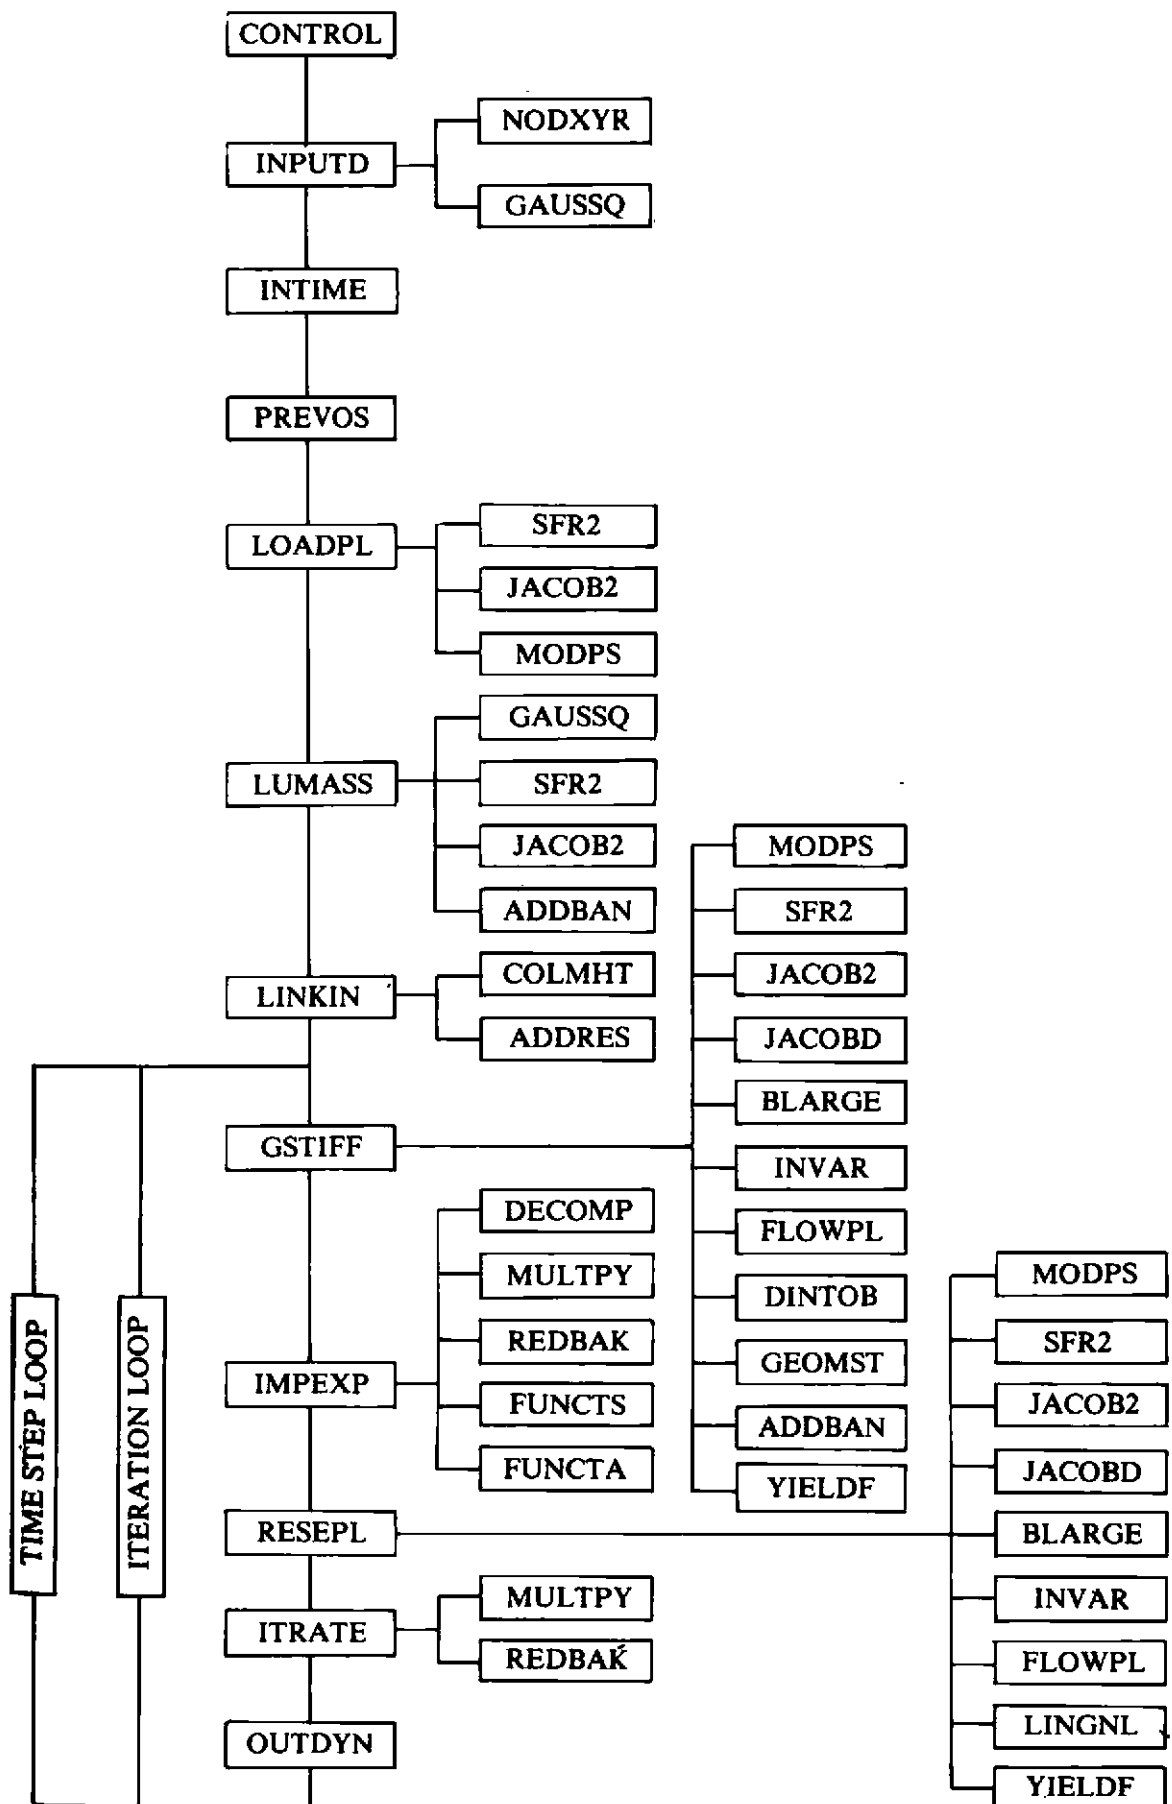 CONTROL
NODXYR
INPUTD
GAUSSQ
INTIME
PREVOS
SFR2
LOADPL
JACOB2
MODPS
GAUSSQ
LUMASS
SFR2
JACOB2
ADDBAN
LINKIN
COLMHT
ADDRES
GSTIFF
MODPS
SFR2
JACOB2
JACOBD
BLARGE
INVAR
FLOWPL
DINTOB
GEOMST
ADDBAN
YIELDF
TIME STEP LOOP
ITERATION LOOP
IMPEXP
DECOMP
MULTPY
REDBAK
FUNCTS
FUNCTA
RESEPL
MODPS
SFR2
JACOB2
JACOBD
BLARGE
INVAR
FLOWPL
LINGNL
YIELDF
ITRATE
MULTPY
REDBAK
OUTDYN